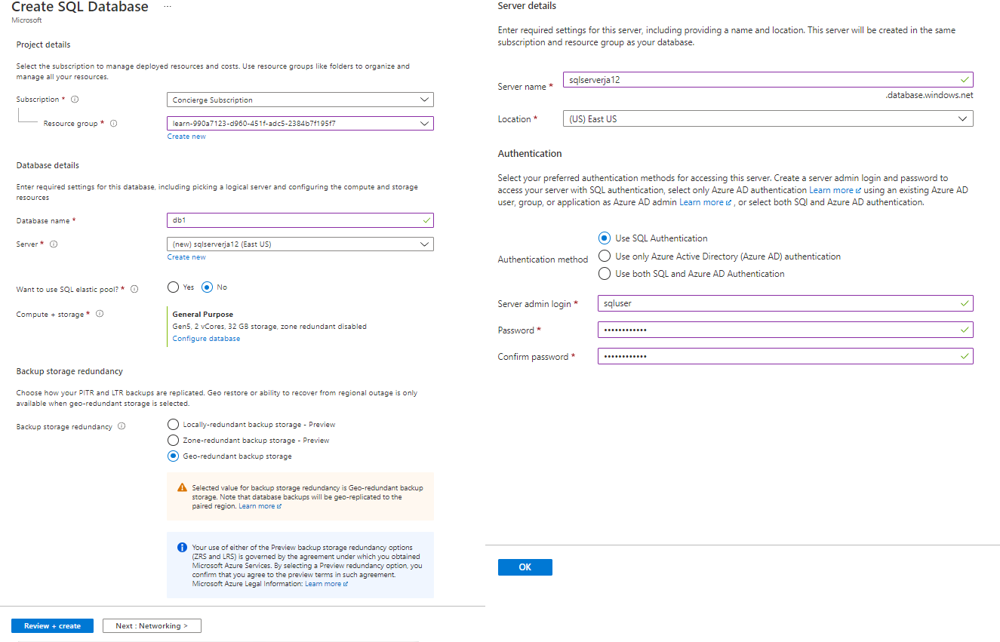 Create SQL Database ...
Microsoft
Project details
Select the subscription to manage deployed resources and costs. Use resource groups like folders to organize and
manage all your resources.
Subscription *
Concierge Subscription
Resource group *
learn-990a7123-d960-451f-adc5-2384b7f195f7
Create new
Database details
Enter required settings for this database, including picking a logical server and configuring the compute and storage
resources
Database name *
db1
Server *
(new) sqlserverja12 (East US)
Create new
Want to use SQL elastic pool? *
Yes No
Compute + storage *
General Purpose
Gen5, 2 vCores, 32 GB storage, zone redundant disabled
Configure database
Backup storage redundancy
Choose how your PITR and LTR backups are replicated. Geo restore or ability to recover from regional outage is only
available when geo-redundant storage is selected.
Backup storage redundancy
Locally-redundant backup storage - Preview
Zone-redundant backup storage - Preview
Geo-redundant backup storage
Selected value for backup storage redundancy is Geo-redundant backup
storage. Note that database backups will be geo-replicated to the
paired region. Learn more
Your use of either of the Preview backup storage redundancy options
(ZRS and LRS) is governed by the agreement under which you obtained
Microsoft Azure Services. By selecting a Preview redundancy option, you
confirm that you agree to the preview terms in such agreement.
Microsoft Azure Legal Information: Learn more
Review + create
Next : Networking >
Server details
Enter required settings for this server, including providing a name and location. This server will be created in the same
subscription and resource group as your database.
Server name *
sqlserverja12
.database.windows.net
Location *
(US) East US
Authentication
Select your preferred authentication methods for accessing this server. Create a server admin login and password to
access your server with SQL authentication, select only Azure AD authentication Learn more using an existing Azure AD
user, group, or application as Azure AD admin Learn more , or select both SQl and Azure AD authentication.
Authentication method
Use SQL Authentication
Use only Azure Active Directory (Azure AD) authentication
Use both SQL and Azure AD Authentication
Server admin login *
sqluser
Password *
••••••••••••
Confirm password *
••••••••••••
OK